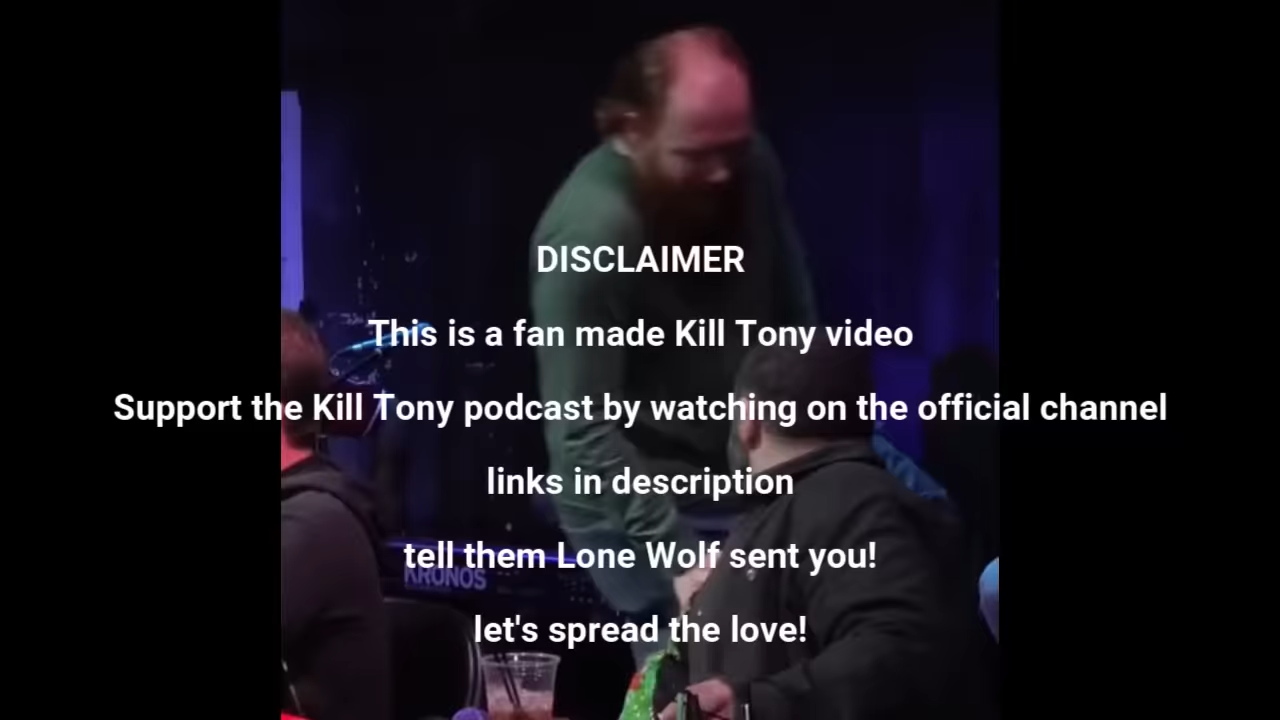 DISCLAIMER
This is a fan made Kill Tony video
Support the Kill Tony podcast by watching on the official channel
links in description
tell them Lone Wolf sent you!
KRONOS
let's spread the love!